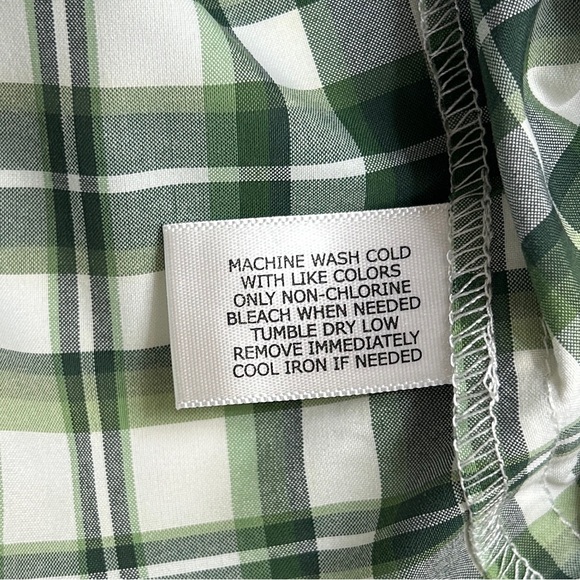 MACHINE WASH COLD
WITH LIKE COLORS
ONLY NON-CHLORINE
BLEACH WHEN NEEDED
TUMBLE DRY LOW
REMOVE IMMEDIATELY
COOL IRON IF NEEDED